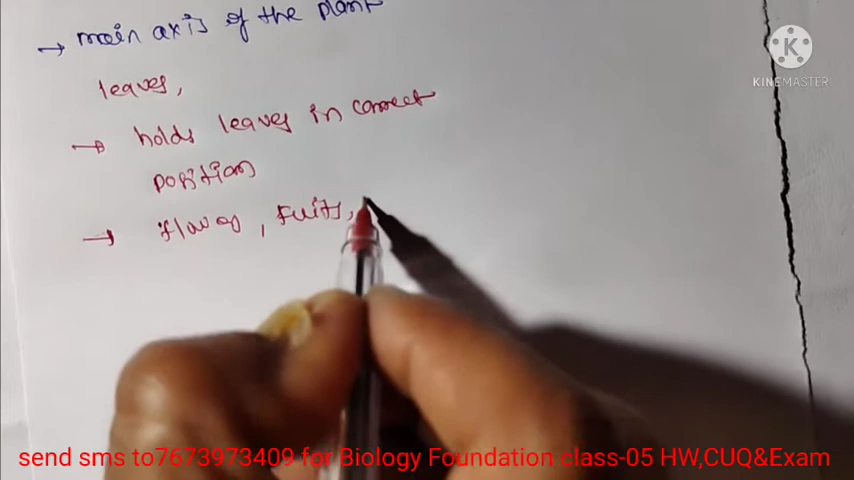 → main axis of the plant
leaves,
→ holds leaves in correct
position
→ flower, Fruits,
KINEMASTER
send sms to7673973409 for Biology Foundation class-05 HW,CUQ&Exam